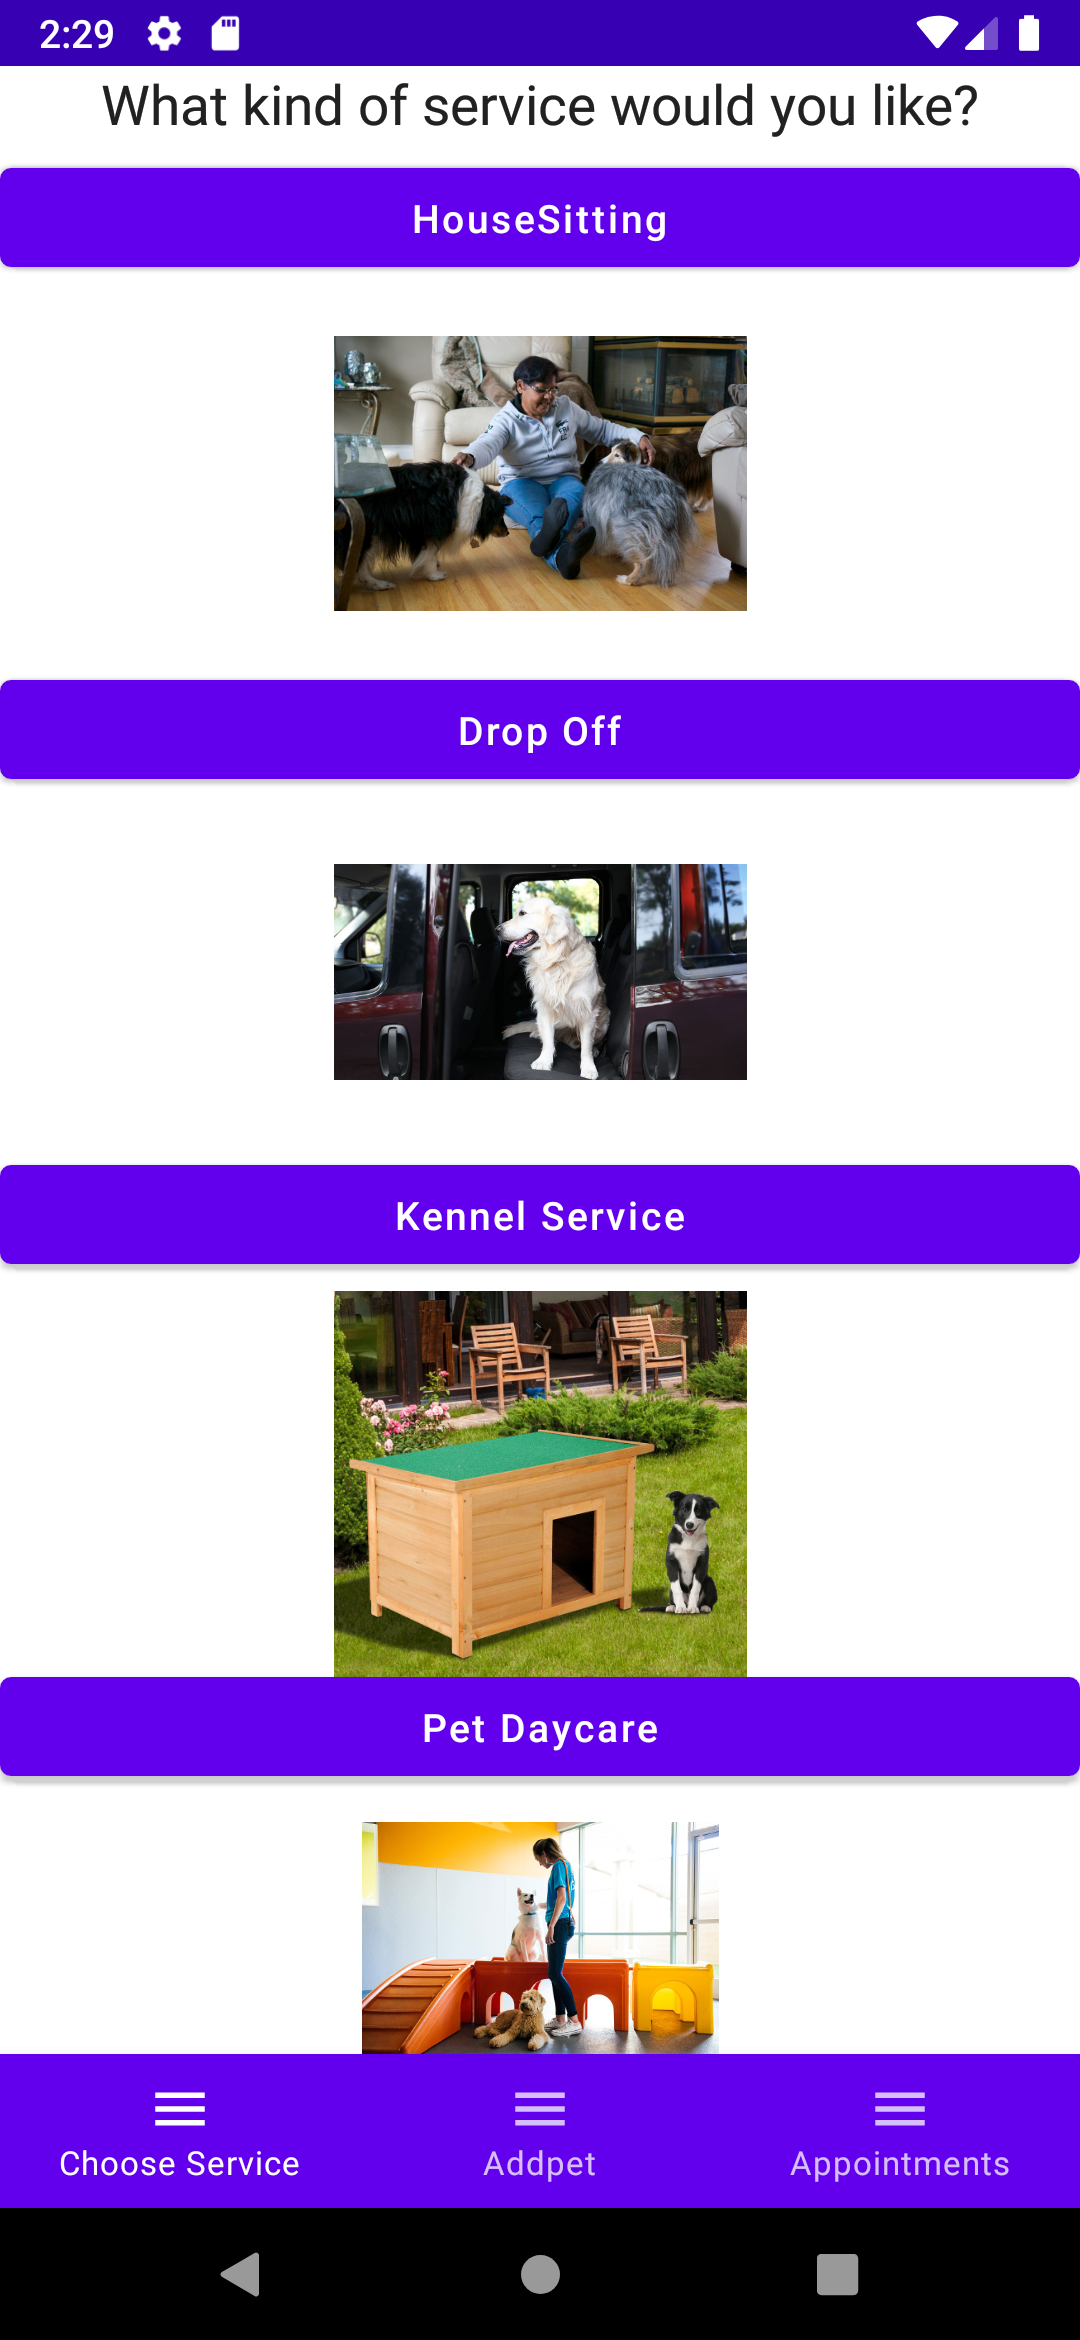 2:29
What kind of service would you like?
HouseSitting
Drop Off
Kennel Service
Pet Daycare
Choose Service
Addpet
Appointments